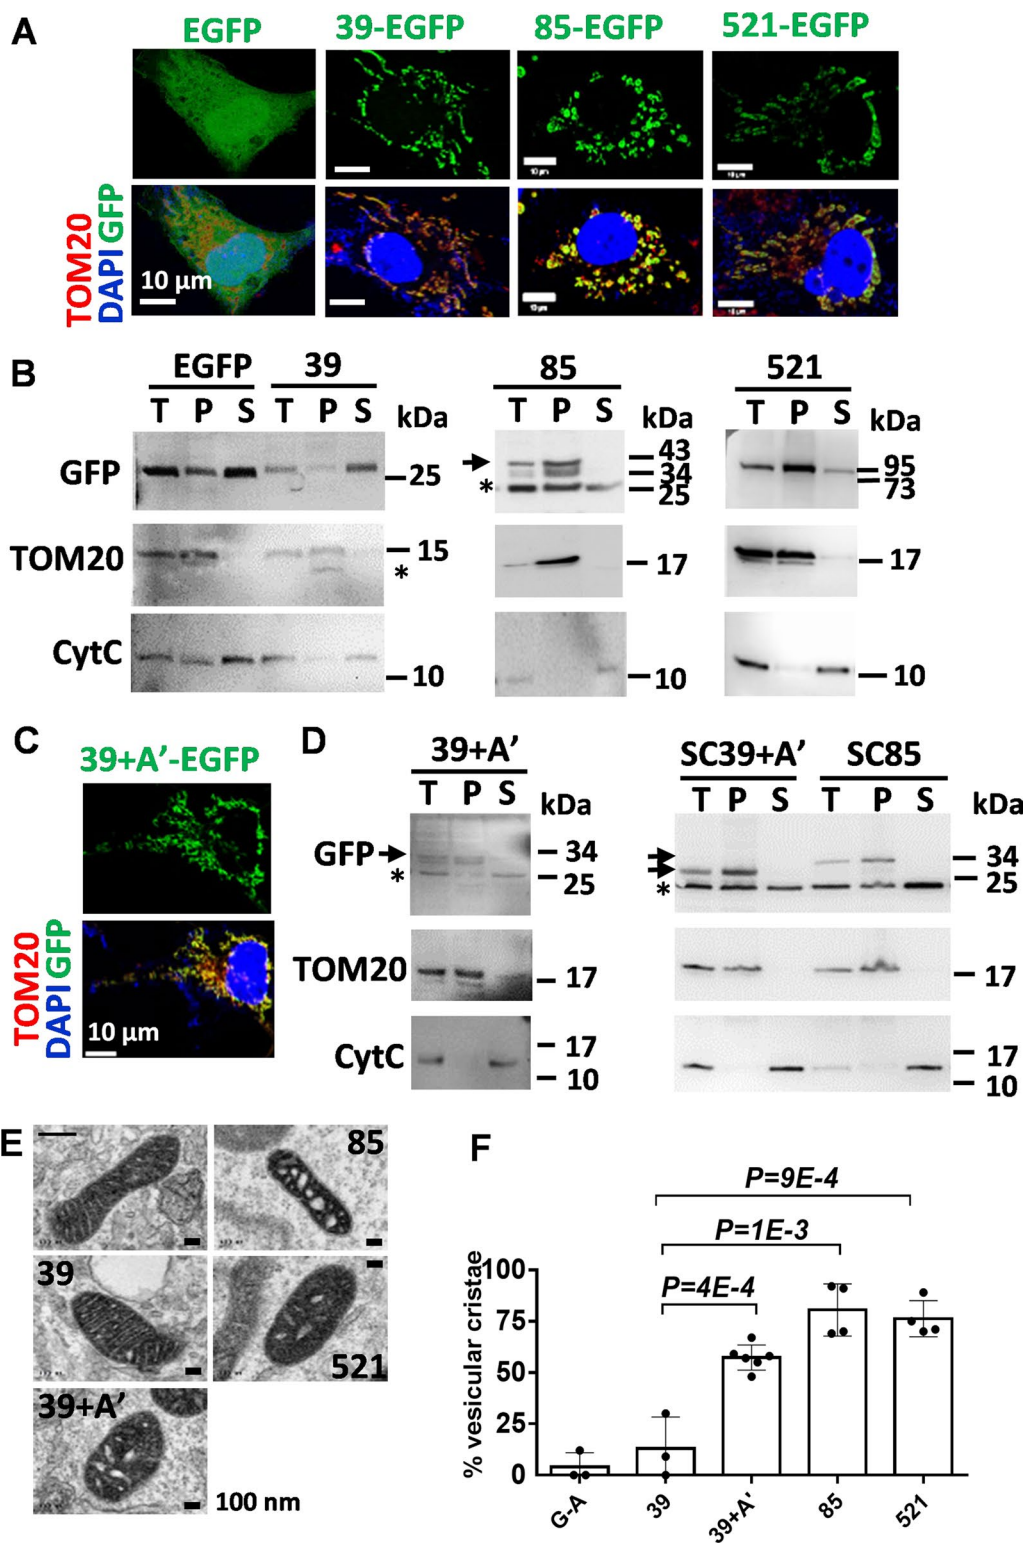 A
EGFP 39-EGFP 85-EGFP 521-EGFP
TOM20
DAPI GFP
10 μm
10 μm
10 μm
B
EGFP 39 85 521
T P S T P S kDa T P S T P S kDa
GFP 25 * 43 34 25 95 73
TOM20 15 * 17 17
CytC 10 10 10
C
39+A′-EGFP
TOM20
DAPI GFP
10 μm
D
39+A′ SC39+A′ SC85
T P S kDa T P S T P S kDa
GFP 34 34
* 25 * 25
TOM20 17 17
CytC 17 17
10 10
E
85
39
521
39+A′
100 nm
F
P=9E-4
P=1E-3
P=4E-4
% vesicular cristae
100
75
50
25
0
G-A 39 39+A' 85 521